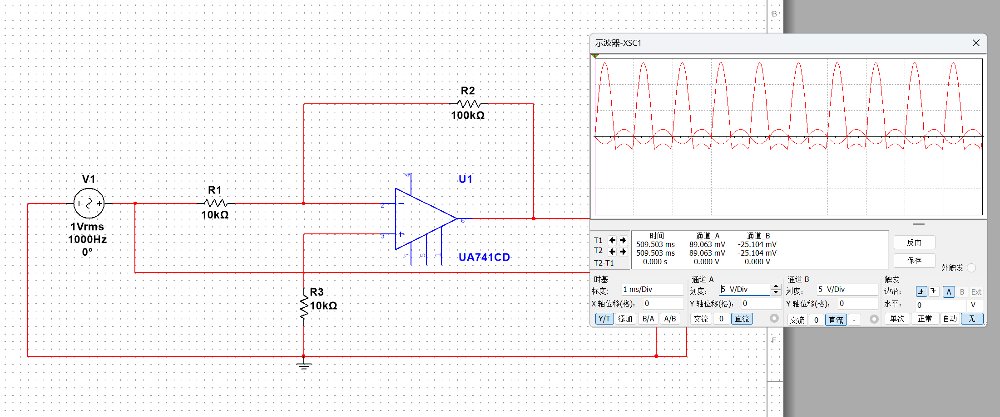 B
示波器-XSC1
R2
100kΩ
V1
1Vrms
1000Hz
0°
R1
10kΩ
4
U1
2
3
6
7
5
1
UA741CD
R3
10kΩ
时间 通道_A 通道_B
T1 509.503 ms 89.063 mV -25.104 mV
T2 509.503 ms 89.063 mV -25.104 mV
T2-T1 0.000 s 0.000 V 0.000 V
反向
保存
外触发
时基
标度: 1 ms/Div
X 轴位移(格): 0
Y/T 添加 B/A A/B
通道 A
刻度: 5 V/Div
Y 轴位移(格): 0
交流 0 直流
通道 B
刻度: 5 V/Div
Y 轴位移(格): 0
交流 0 直流 -
触发
边沿: A B Ext
水平: 0 V
单次 正常 自动 无
F